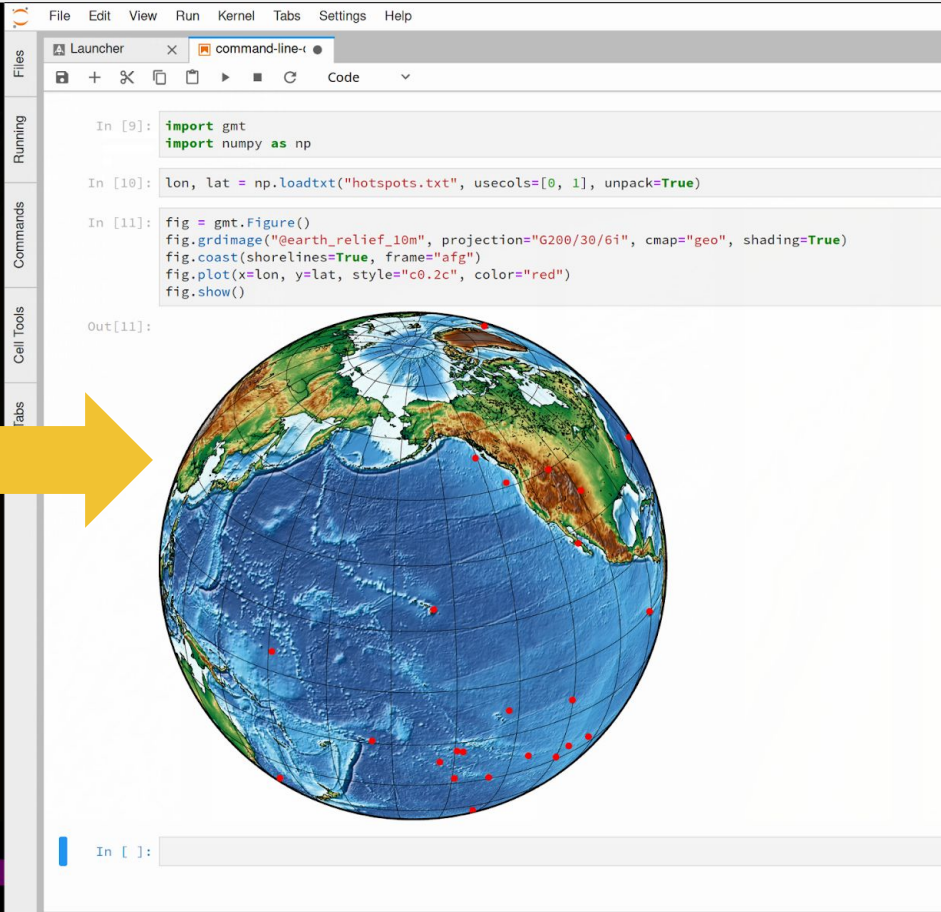 File Edit View Run Kernel Tabs Settings Help
Launcher
command-line-c
Code
Files
Running
Commands
Cell Tools
Tabs
In [9]:
import gmt
import numpy as np
In [10]:
lon, lat = np.loadtxt("hotspots.txt", usecols=[0, 1], unpack=True)
In [11]:
fig = gmt.Figure()
fig.grdimage("@earth_relief_10m", projection="G200/30/6i", cmap="geo", shading=True)
fig.coast(shorelines=True, frame="afg")
fig.plot(x=lon, y=lat, style="c0.2c", color="red")
fig.show()
Out[11]:
In [ ]: